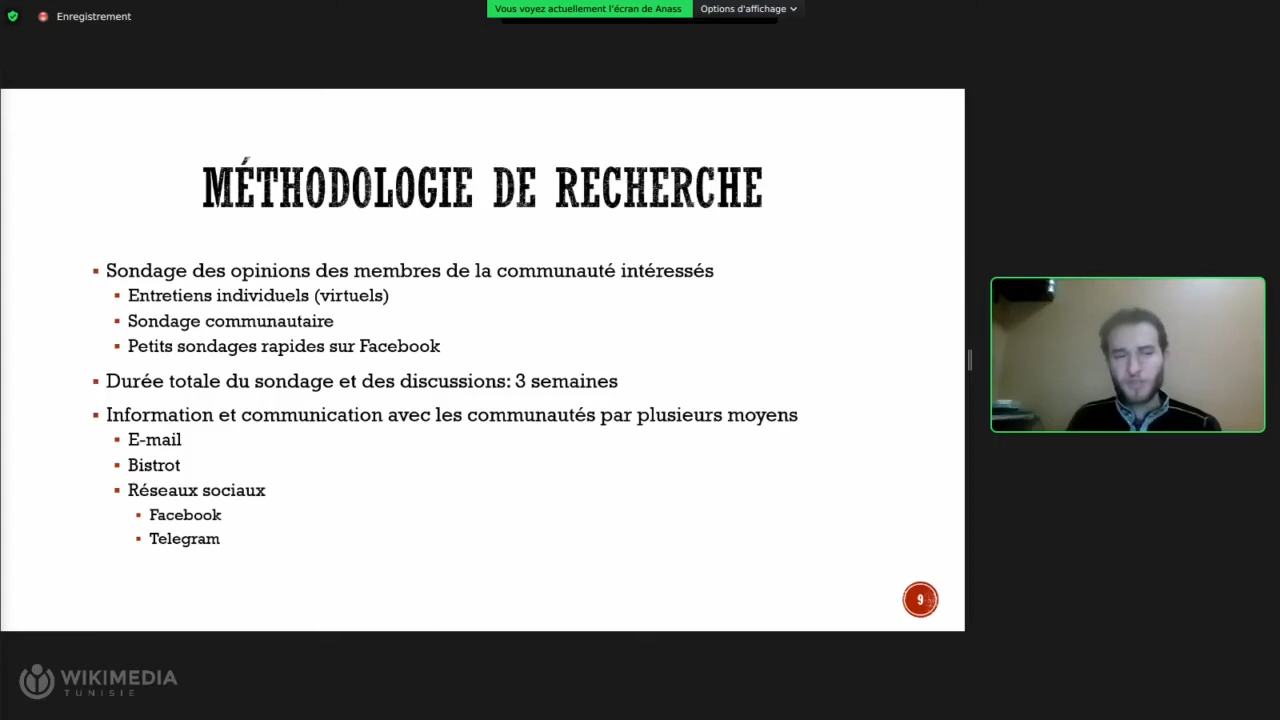 Enregistrement
Vous voyez actuellement l'écran de Anass
Options d'affichage
MÉTHODOLOGIE DE RECHERCHE
Sondage des opinions des membres de la communauté intéressés
Entretiens individuels (virtuels)
Sondage communautaire
Petits sondages rapides sur Facebook
Durée totale du sondage et des discussions: 3 semaines
Information et communication avec les communautés par plusieurs moyens
E-mail
Bistrot
Réseaux sociaux
Facebook
Telegram
9
WIKIMEDIA
TUNISIE